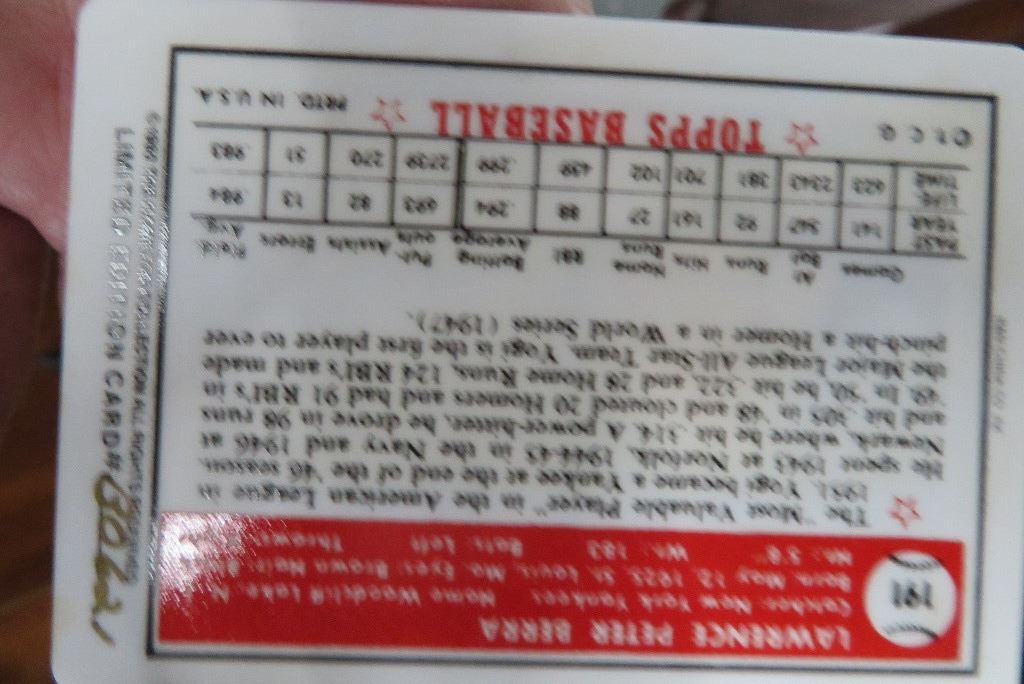 191
LAWRENCE PETER BERRA
Catcher: New York Yankees Home: Woodcliff Lake, N.
Born: May 12, 1925, St. Louis, Mo. Eyes: Brown Hair:
Ht.: 5'8" Wt.: 183 Bats: Left Throws:
The "Most Valuable Player" in the American League in
1951, Yogi became a Yankee at the end of the '46 season.
He spent 1943 at Norfolk, 1944-45 in the Navy and 1946 at
Newark, where he hit .314. A power-hitter, he drove in 98 runs
and hit .305 in '48 and clouted 20 Homers and had 91 RBI's in
'49. In '50, he hit .322, and 28 Home Runs, 124 RBI's and made
the Major League All-Star Team. Yogi is the first player to ever
pinch-hit a Homer in a World Series (1947).
Games At Bat Runs Hits Home Runs RBI Batting Average Put-outs Assists Errors Field. Avg.
PAST YEAR 141 547 92 161 27 88 .294 693 82 13 .984
LIFE TIME 623 2343 381 701 102 459 .299 2739 270 31 .983
TOPPS BASEBALL
PRTD. IN U.S.A.
LIMITED EDITION CARD#